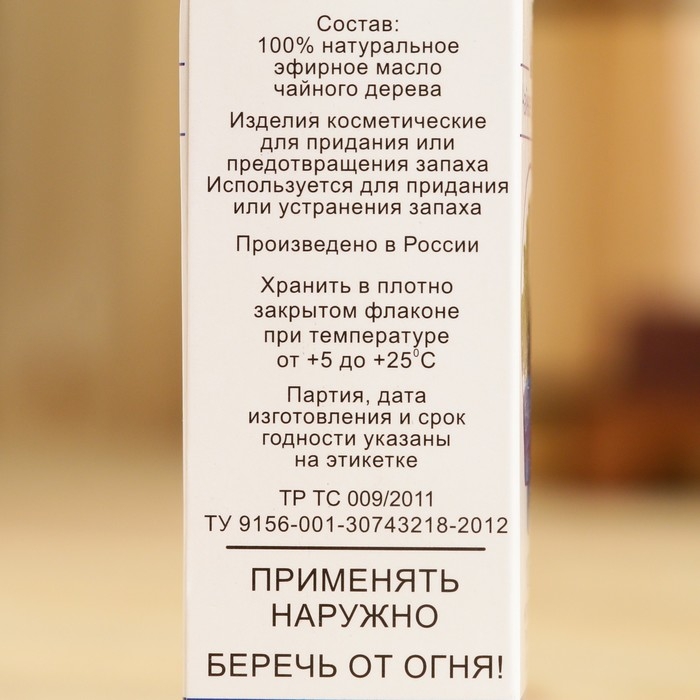 Состав:
100% натуральное
эфирное масло
чайного дерева
Изделия косметические
для придания или
предотвращения запаха
Используется для придания
или устранения запаха
Произведено в России
Хранить в плотно
закрытом флаконе
при температуре
от +5 до +25⁰С
Партия, дата
изготовления и срок
годности указаны
на этикетке
ТР ТС 009/2011
ТУ 9156-001-30743218-2012
ПРИМЕНЯТЬ
НАРУЖНО
БЕРЕЧЬ ОТ ОГНЯ!